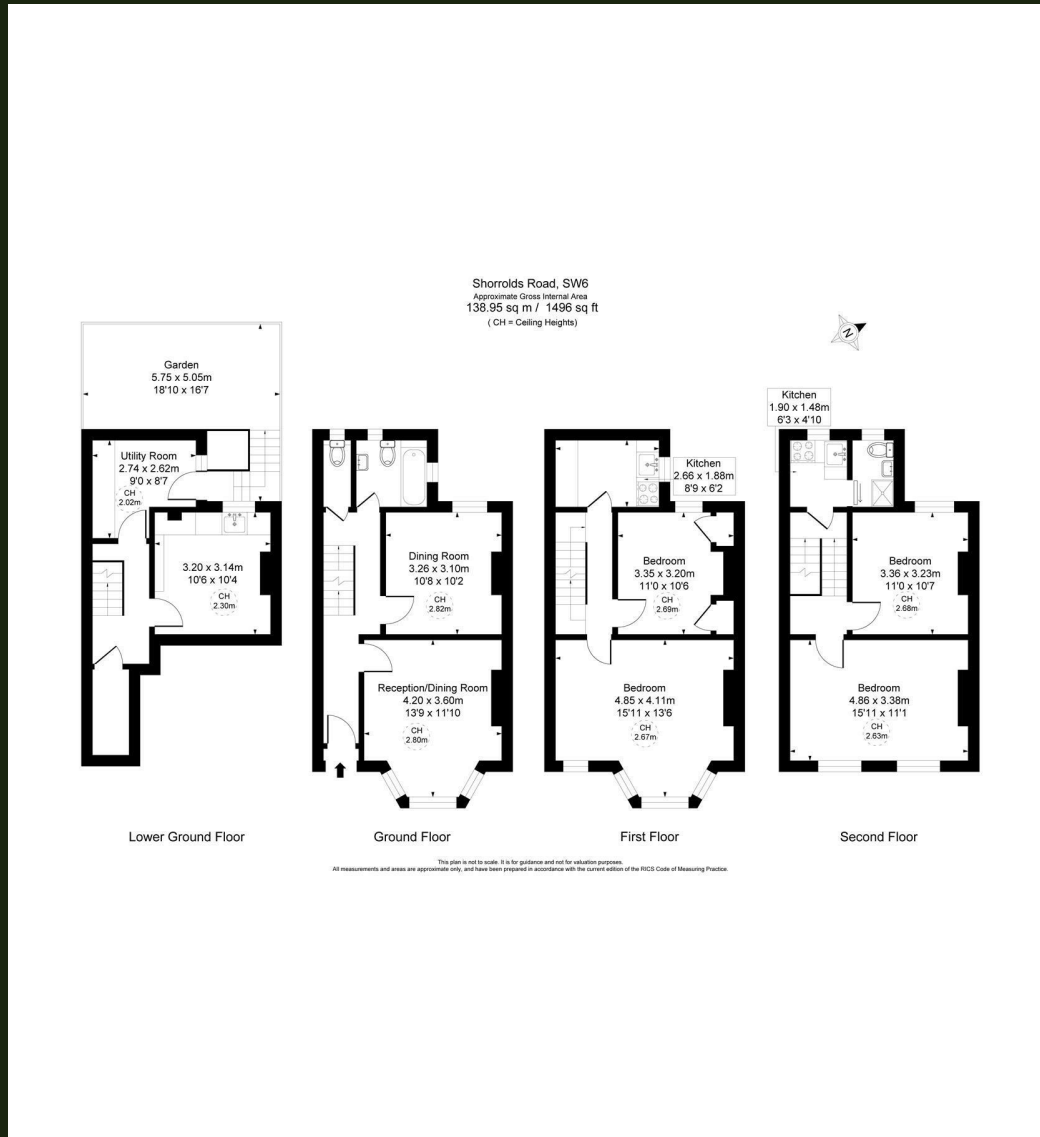 Shorrolds Road, SW6
Approximate Gross Internal Area
138.95 sq m / 1496 sq ft
( CH = Ceiling Heights)
N
Garden
5.75 x 5.05m
18'10 x 16'7
Utility Room
2.74 x 2.62m
9'0 x 8'7
CH
2.02m
3.20 x 3.14m
10'6 x 10'4
CH
2.30m
Lower Ground Floor
Dining Room
3.26 x 3.10m
10'8 x 10'2
CH
2.82m
Reception/Dining Room
4.20 x 3.60m
13'9 x 11'10
CH
2.80m
Ground Floor
Kitchen
2.66 x 1.88m
8'9 x 6'2
Bedroom
3.35 x 3.20m
11'0 x 10'6
CH
2.69m
Bedroom
4.85 x 4.11m
15'11 x 13'6
CH
2.67m
First Floor
Kitchen
1.90 x 1.48m
6'3 x 4'10
Bedroom
3.36 x 3.23m
11'0 x 10'7
CH
2.68m
Bedroom
4.86 x 3.38m
15'11 x 11'1
CH
2.63m
Second Floor
This plan is not to scale. It is for guidance and not for valuation purposes.
All measurements and areas are approximate only, and have been prepared in accordance with the current edition of the RICS Code of Measuring Practice.